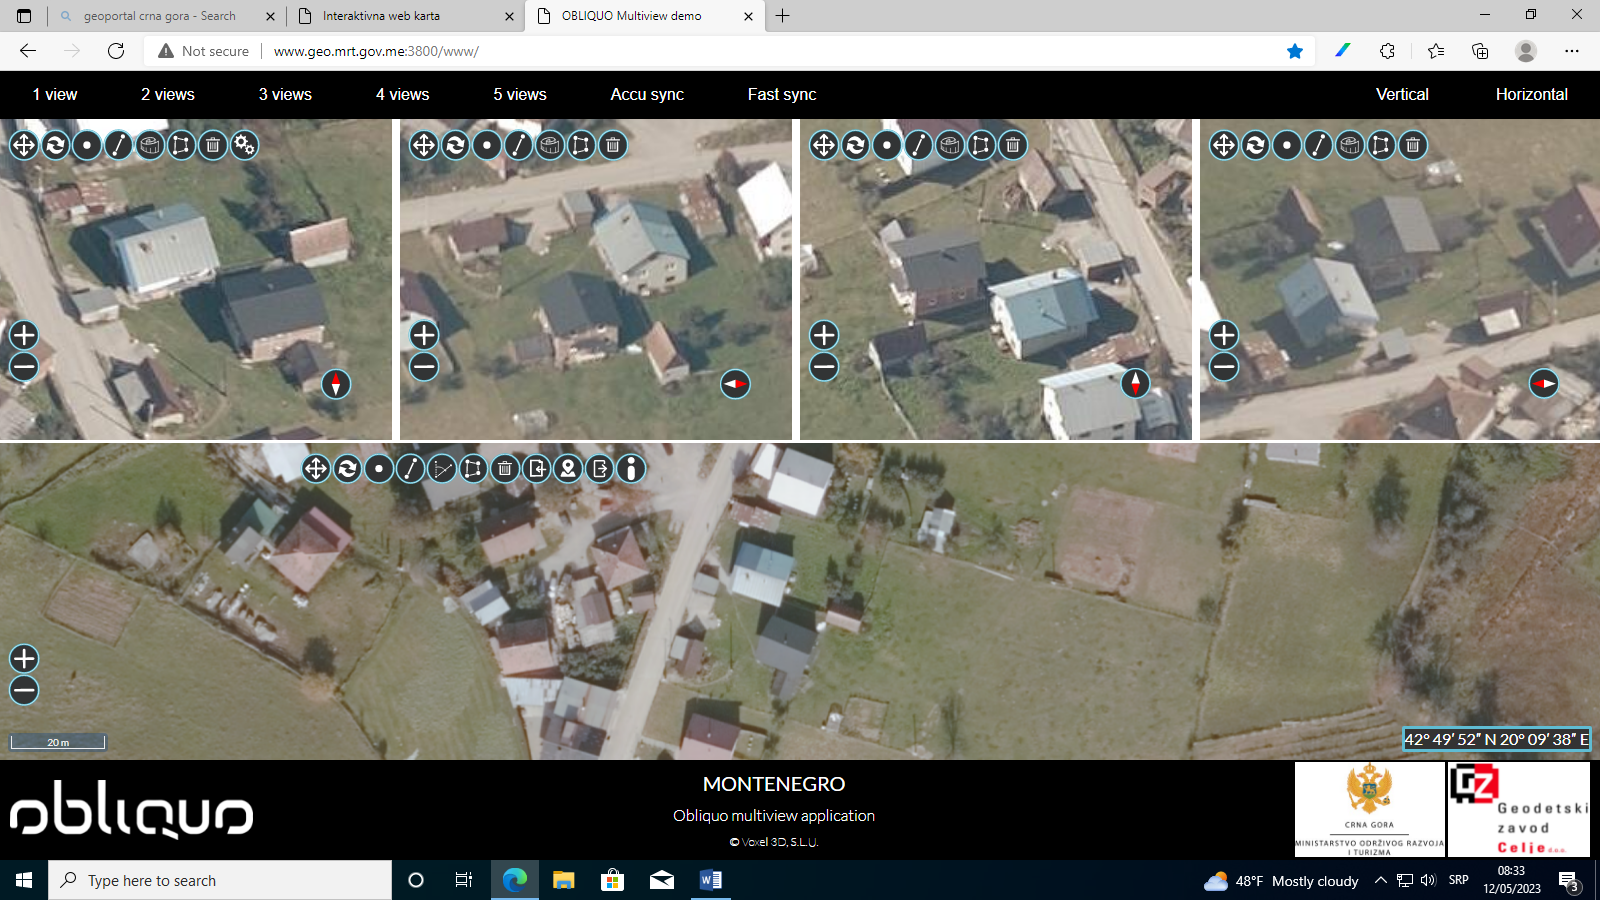 geoportal crna gora - Search
Interaktivna web karta
OBLIQUO Multiview demo
Not secure
www.geo.mrt.gov.me:3800/www/
1 view
2 views
3 views
4 views
5 views
Accu sync
Fast sync
Vertical
Horizontal
20 m
42° 49′ 52″ N 20° 09′ 38″ E
obliquo
MONTENEGRO
Obliquo multiview application
© Voxel 3D, S.L.U.
CRNA GORA
MINISTARSTVO ODRŽIVOG RAZVOJA
I TURIZMA
GZ
Geodetski
zavod
Celje d.o.o.
Type here to search
48°F Mostly cloudy
SRP
08:33
12/05/2023
3